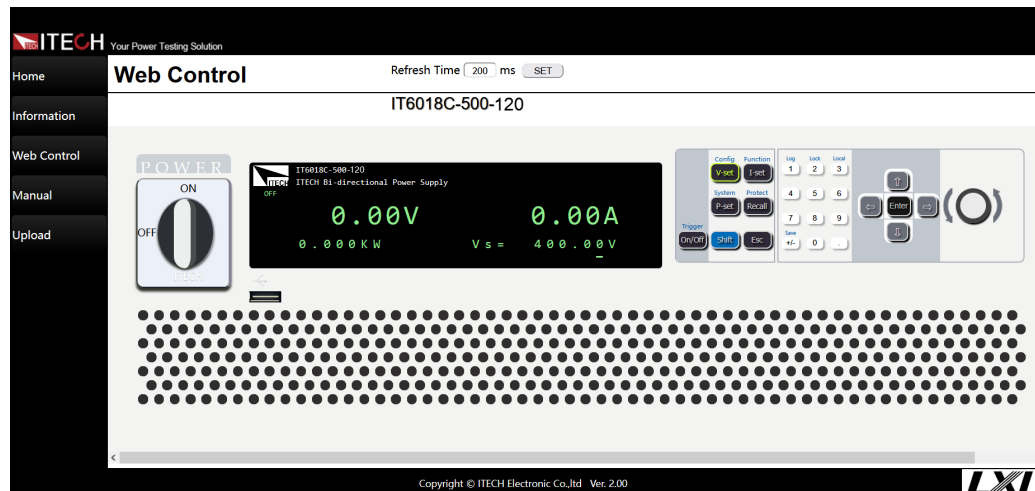 ITECH Your Power Testing Solution
Home
Information
Web Control
Manual
Upload
Web Control
Refresh Time 200 ms SET
IT6018C-500-120
POWER
ON
OFF
ITECH
ITECH
IT6018C-500-120
ITECH Bi-directional Power Supply
OFF
0.00V 0.00A
0.000KW Vs= 400.00V
Config Function
V-set I-set
System Protect
P-set Recall
Trigger
On/Off Shift Esc
Log Lock Local
1 2 3
4 5 6
7 8 9
Save
+/- 0 .
Enter
Copyright © ITECH Electronic Co.,ltd Ver. 2.00
LXI